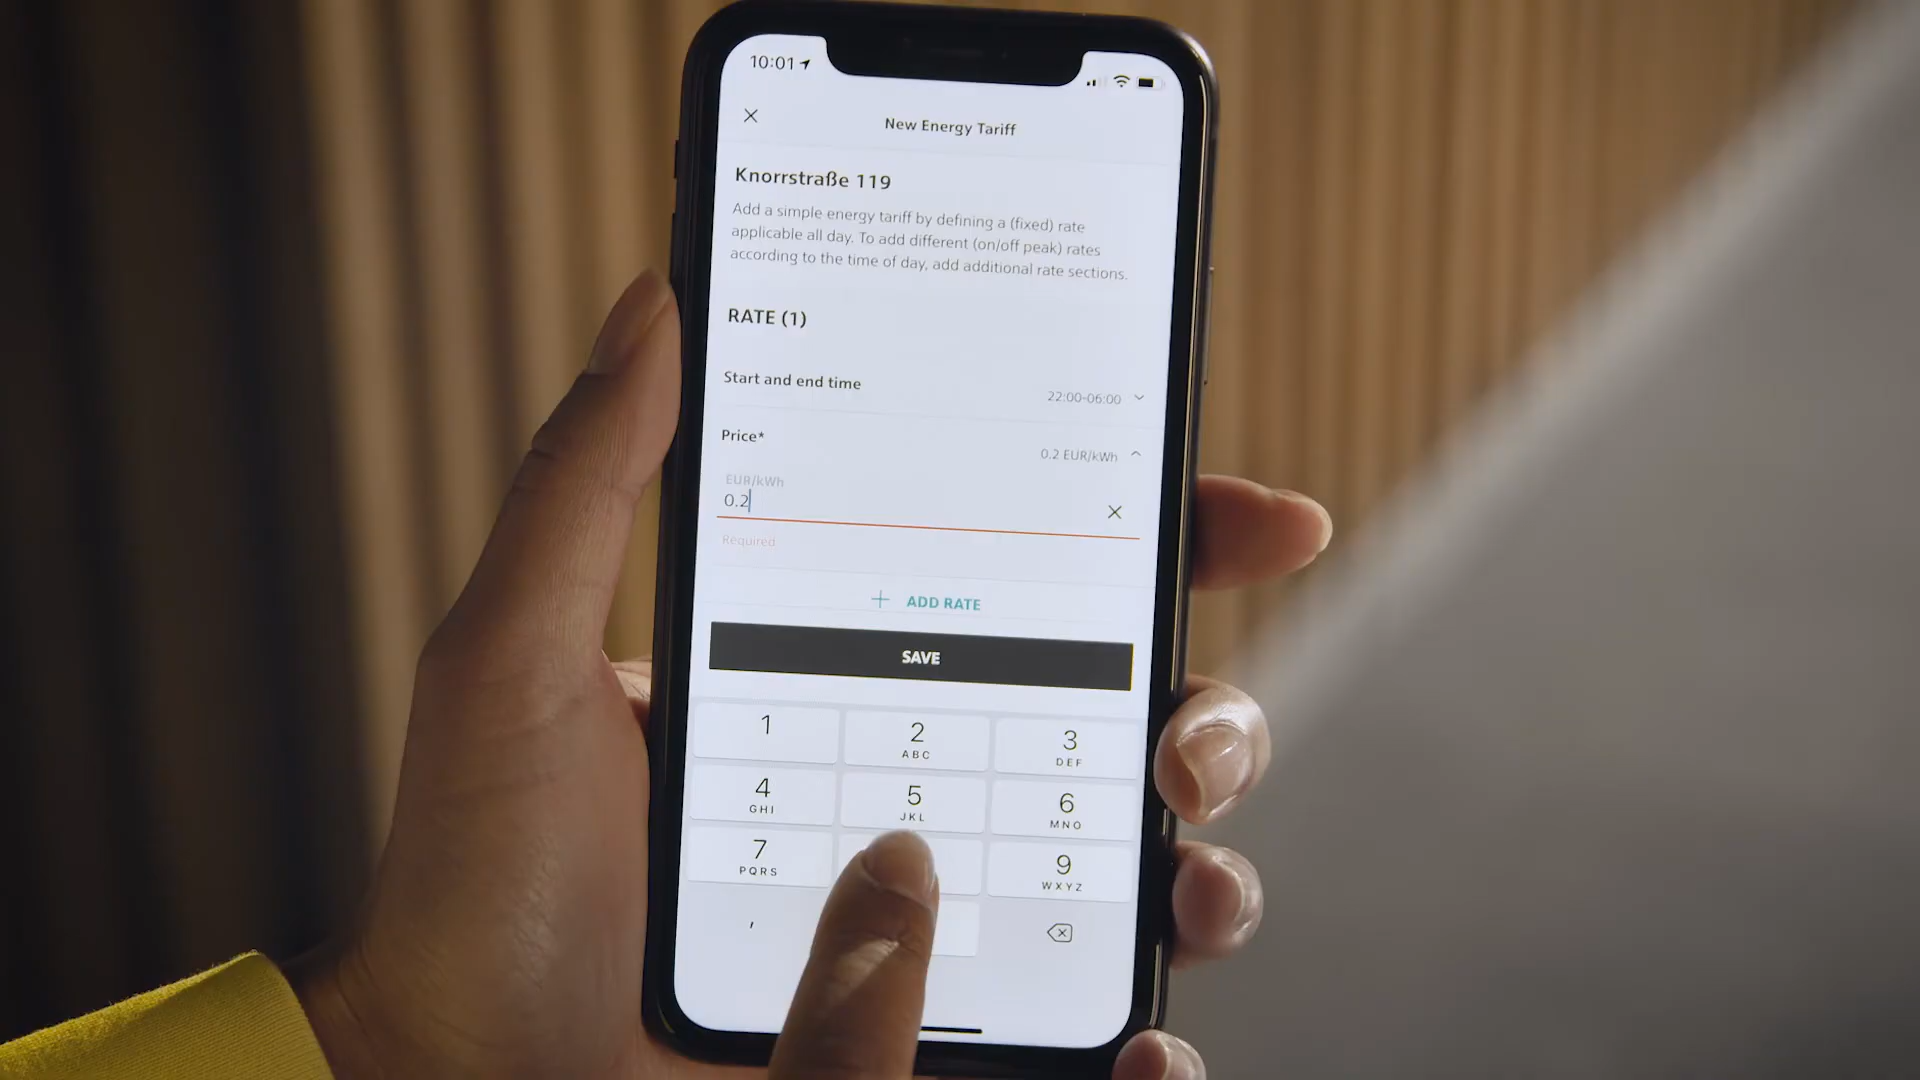 10:01
New Energy Tariff
Knorrstraße 119
Add a simple energy tariff by defining a (fixed) rate
applicable all day. To add different (on/off peak) rates
according to the time of day, add additional rate sections.
RATE (1)
Start and end time
22:00-06:00
Price*
0.2 EUR/kWh
EUR/kWh
0.2
Required
+ ADD RATE
SAVE
1
2
ABC
3
DEF
4
GHI
5
JKL
6
MNO
7
PQRS
9
WXYZ
,